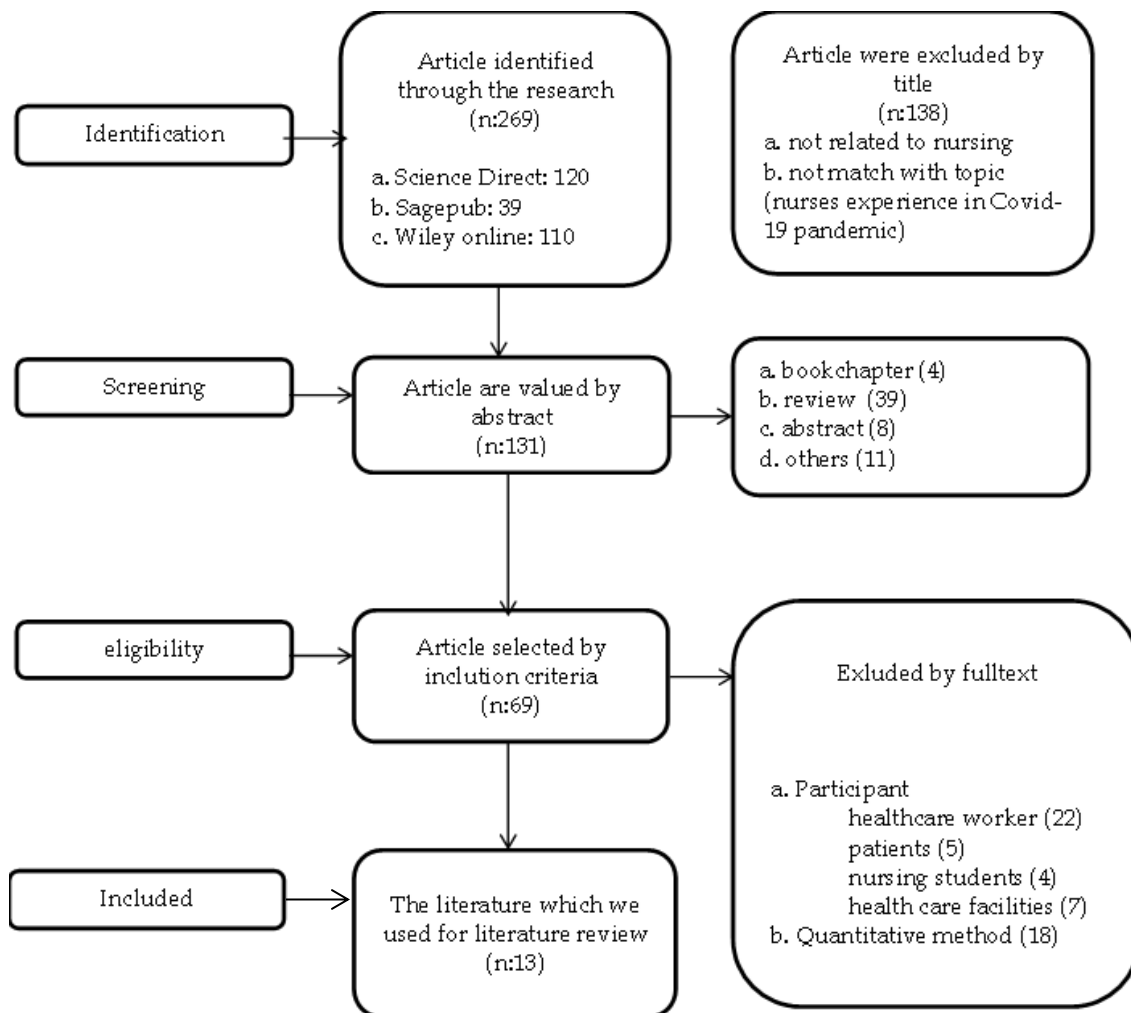 Identification
Article identified
through the research
(n:269)
a. Science Direct: 120
b. Sagepub: 39
c. Wiley online: 110
Article were excluded by
title
(n:138)
a. not related to nursing
b. not match with topic
(nurses experience in Covid-
19 pandemic)
Screening
Article are valued by
abstract
(n:131)
a. bookchapter (4)
b. review (39)
c. abstract (8)
d. others (11)
eligibility
Article selected by
inclution criteria
(n:69)
Exluded by fulltext
a. Participant
healthcare worker (22)
patients (5)
nursing students (4)
health care facilities (7)
b. Quantitative method (18)
Included
The literature which we
used for literature review
(n:13)